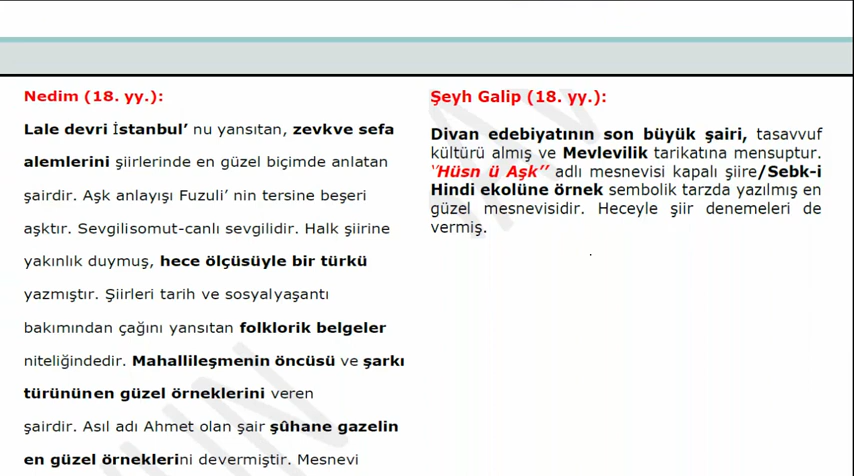 Nedim (18. yy.):
Lale devri İstanbul’ nu yansıtan, zevkve sefa
alemlerini şiirlerinde en güzel biçimde anlatan
şairdir. Aşk anlayışı Fuzuli’ nin tersine beşeri
aşktır. Sevgilisomut-canlı sevgilidir. Halk şiirine
yakınlık duymuş, hece ölçüsüyle bir türkü
yazmıştır. Şiirleri tarih ve sosyalyaşantı
bakımından çağını yansıtan folklorik belgeler
niteliğindedir. Mahallileşmenin öncüsü ve şarkı
türününen güzel örneklerini veren
şairdir. Asıl adı Ahmet olan şair şûhane gazelin
en güzel örneklerini devermiştir. Mesnevi
Şeyh Galip (18. yy.):
Divan edebiyatının son büyük şairi, tasavvuf
kültürü almış ve Mevlevilik tarikatına mensuptur.
‘‘Hüsn ü Aşk’’ adlı mesnevisi kapalı şiire/Sebk-i
Hindi ekolüne örnek sembolik tarzda yazılmış en
güzel mesnevisidir. Heceyle şiir denemeleri de
vermiş.